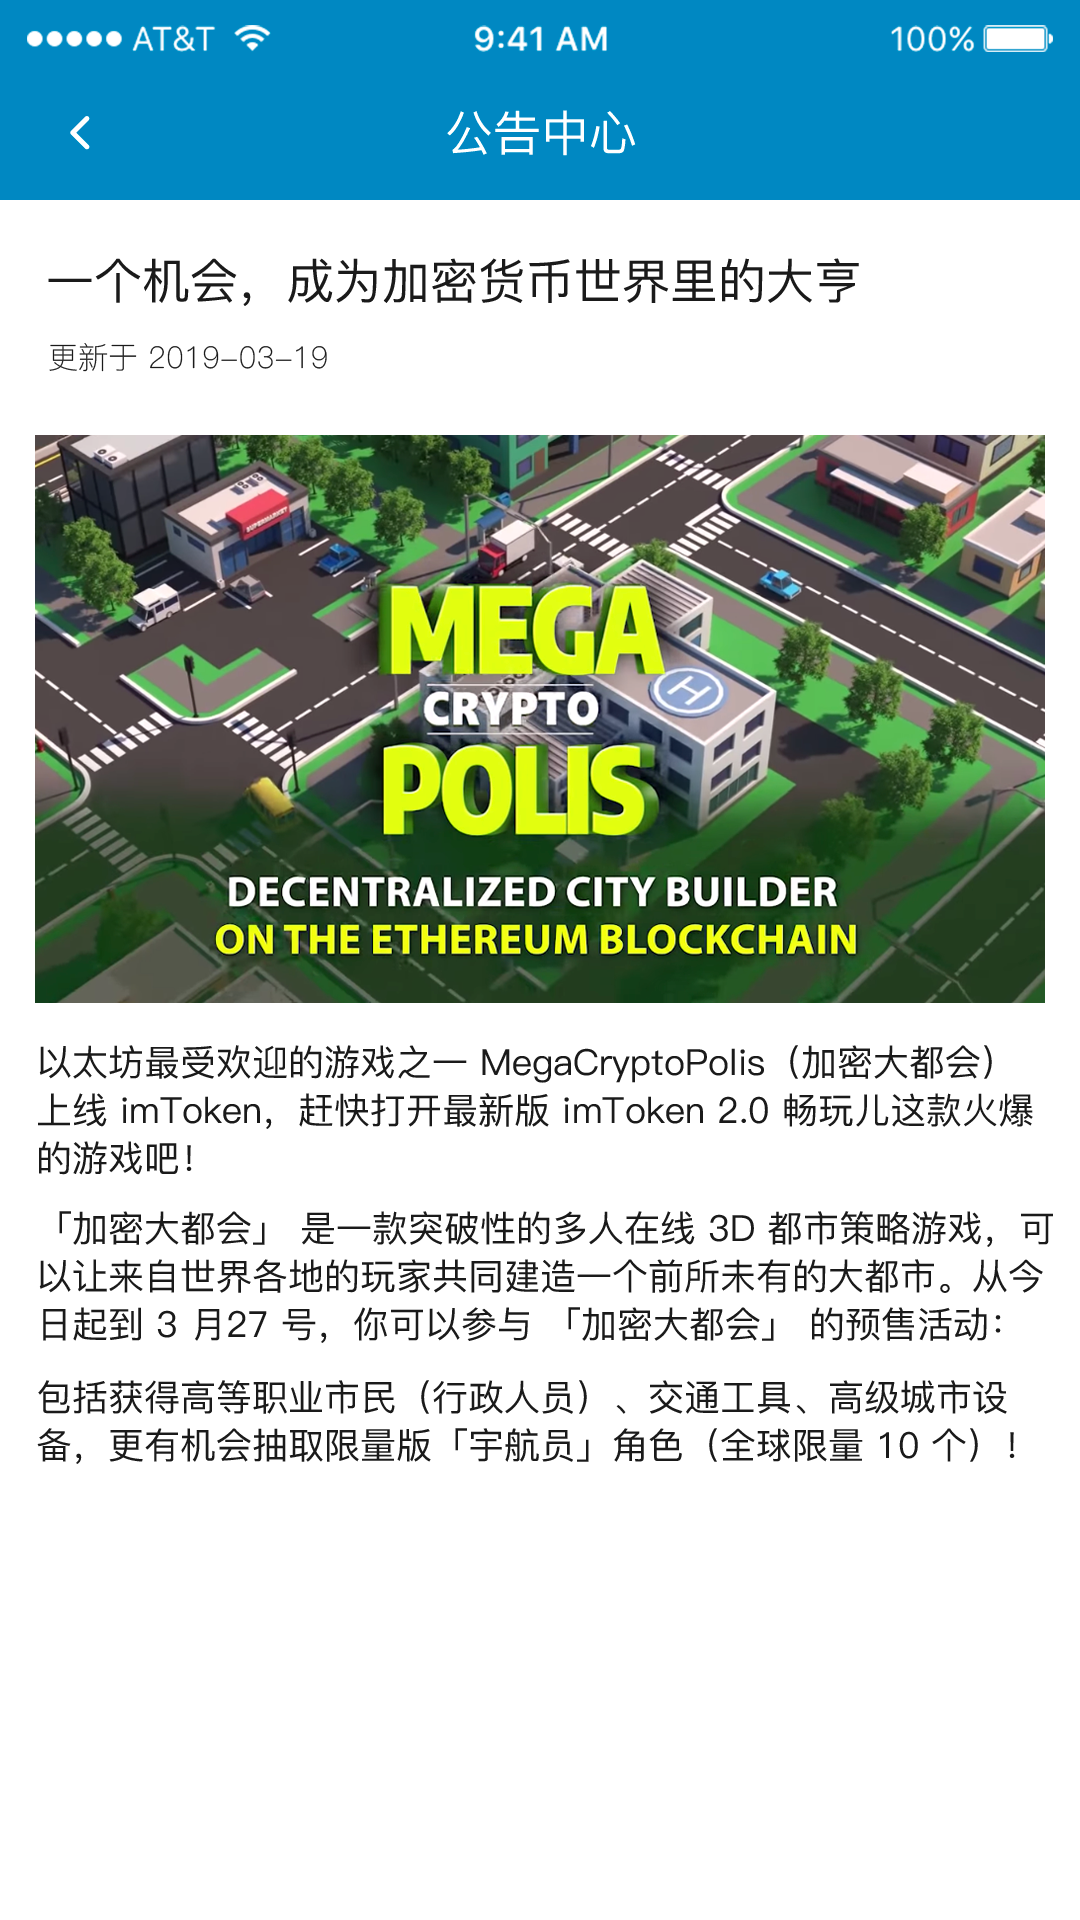 AT&T 9:41 AM 100%
公告中心
一个机会，成为加密货币世界里的大亨
更新于 2019-03-19
SUPERMARKET
MEGA
CRYPTO
POLIS
DECENTRALIZED CITY BUILDER
ON THE ETHEREUM BLOCKCHAIN
以太坊最受欢迎的游戏之一 MegaCryptoPolis（加密大都会）
上线 imToken，赶快打开最新版 imToken 2.0 畅玩儿这款火爆
的游戏吧！
「加密大都会」 是一款突破性的多人在线 3D 都市策略游戏，可
以让来自世界各地的玩家共同建造一个前所未有的大都市。从今
日起到 3 月27 号，你可以参与 「加密大都会」 的预售活动：
包括获得高等职业市民（行政人员）、交通工具、高级城市设
备，更有机会抽取限量版「宇航员」角色（全球限量 10 个）！